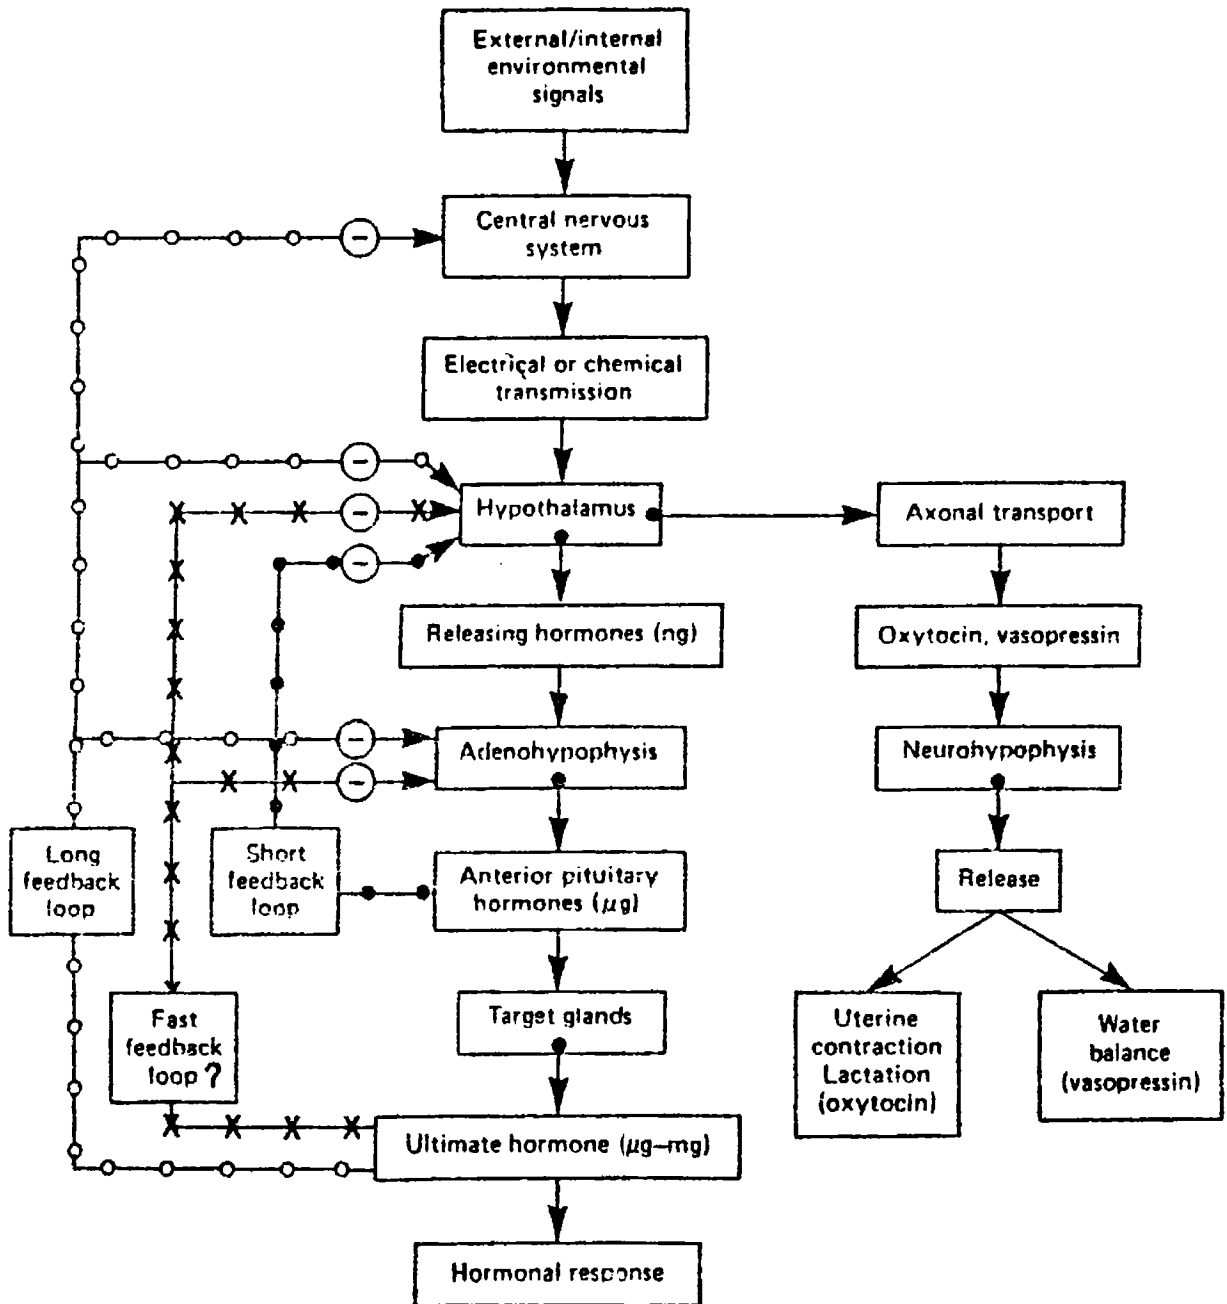 External/internal
environmental
signals
Central nervous
system
Electrical or chemical
transmission
Hypothalamus
Axonal transport
Releasing hormones (ng)
Oxytocin, vasopressin
Adenohypophysis
Neurohypophysis
Long
feedback
loop
Short
feedback
loop
Anterior pituitary
hormones (μg)
Release
Fast
feedback
loop ?
Target glands
Uterine
contraction
Lactation
(oxytocin)
Water
balance
(vasopressin)
Ultimate hormone (μg–mg)
Hormonal response